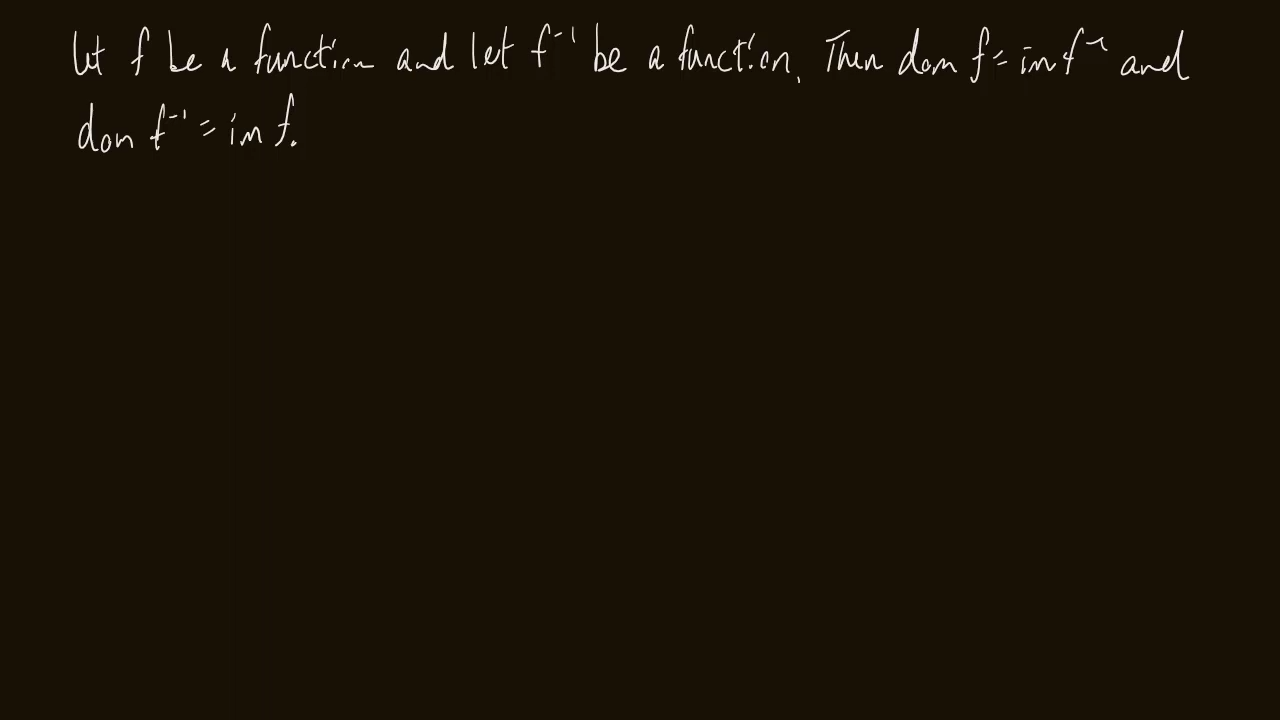 Let f be a function and let f⁻¹ be a function. Then dom f = im f⁻¹ and
dom f⁻¹ = im f.